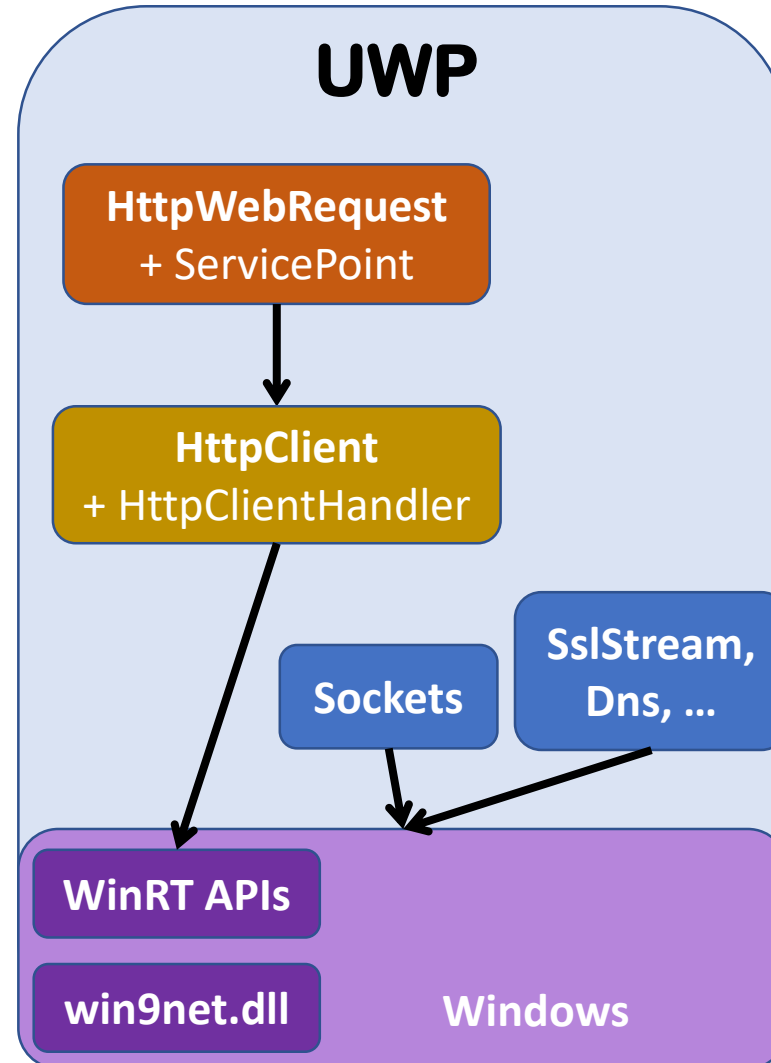 UWP
HttpWebRequest
+ ServicePoint
HttpClient
+ HttpClientHandler
Sockets
SslStream,
Dns, ...
WinRT APIs
win9net.dll
Windows